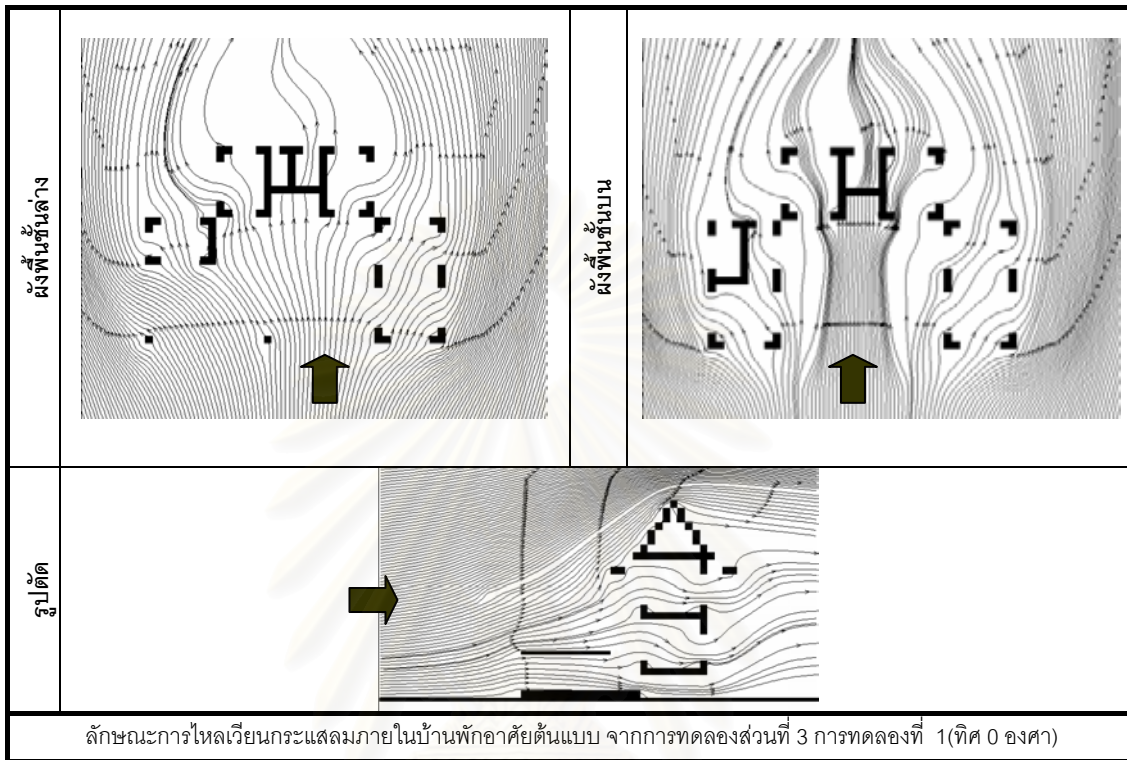 ผังพื้นชั้นล่าง
ผังพื้นชั้นบน
รูปตัด
ลักษณะการไหลเวียนกระแสลมภายในบ้านพักอาศัยต้นแบบ จากการทดลองส่วนที่ 3 การทดลองที่ 1(ทิศ 0 องศา)